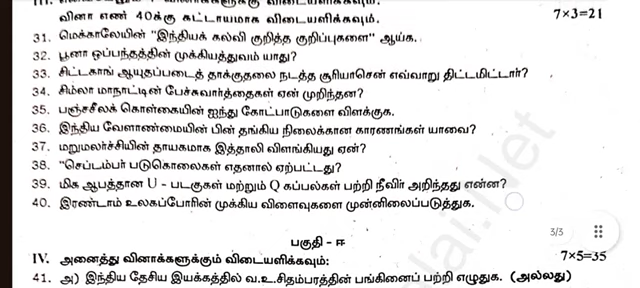 வினா எண் 40க்கு கட்டாயமாக விடையளிக்கவும். 7×3=21
31. மெக்காலேயின் "இந்தியக் கல்வி குறித்த குறிப்புகளை" ஆய்க.
32. பூனா ஒப்பந்தத்தின் முக்கியத்துவம் யாது?
33. சிட்டகாங் ஆயுதப்படைத் தாக்குதலை நடத்த சூரியாசென் எவ்வாறு திட்டமிட்டார்?
34. சிம்லா மாநாட்டின் பேச்சுவார்த்தைகள் ஏன் முறிந்தன?
35. பஞ்சசீலக் கொள்கையின் ஐந்து கோட்பாடுகளை விளக்குக.
36. இந்திய வேளாண்மையின் பின் தங்கிய நிலைக்கான காரணங்கள் யாவை?
37. மறுமலர்ச்சியின் தாயகமாக இத்தாலி விளங்கியது ஏன்?
38. "செப்டம்பர் படுகொலைகள் எதனால் ஏற்பட்டது?
39. மிக ஆபத்தான U - படகுகள் மற்றும் Q கப்பல்கள் பற்றி நீவிர் அறிந்தது என்ன?
40. இரண்டாம் உலகப்போரின் முக்கிய விளைவுகளை முன்னிலைப்படுத்துக.
3/3
பகுதி - ஈ
IV. அனைத்து வினாக்களுக்கும் விடையளிக்கவும்: 7×5=35
41. அ) இந்திய தேசிய இயக்கத்தில் வ.உ.சிதம்பரத்தின் பங்கினைப் பற்றி எழுதுக. (அல்லது)